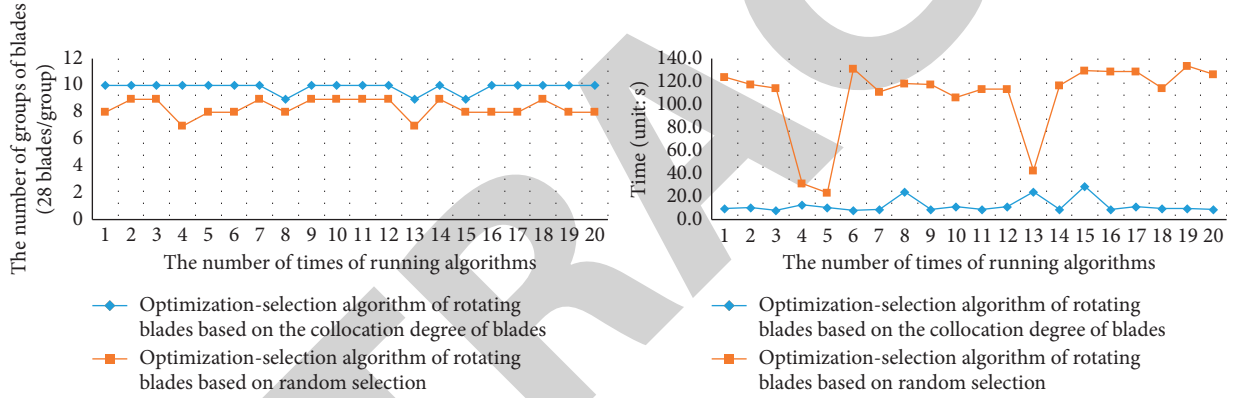 The number of groups of blades
(28 blades/group)
12
10
8
6
4
2
0
1 2 3 4 5 6 7 8 9 10 11 12 13 14 15 16 17 18 19 20
The number of times of running algorithms
Optimization-selection algorithm of rotating
blades based on the collocation degree of blades
Optimization-selection algorithm of rotating
blades based on random selection
Time (unit: s)
140.0
120.0
100.0
80.0
60.0
40.0
20.0
0.0
1 2 3 4 5 6 7 8 9 10 11 12 13 14 15 16 17 18 19 20
The number of times of running algorithms
Optimization-selection algorithm of rotating
blades based on the collocation degree of blades
Optimization-selection algorithm of rotating
blades based on random selection
TRAC